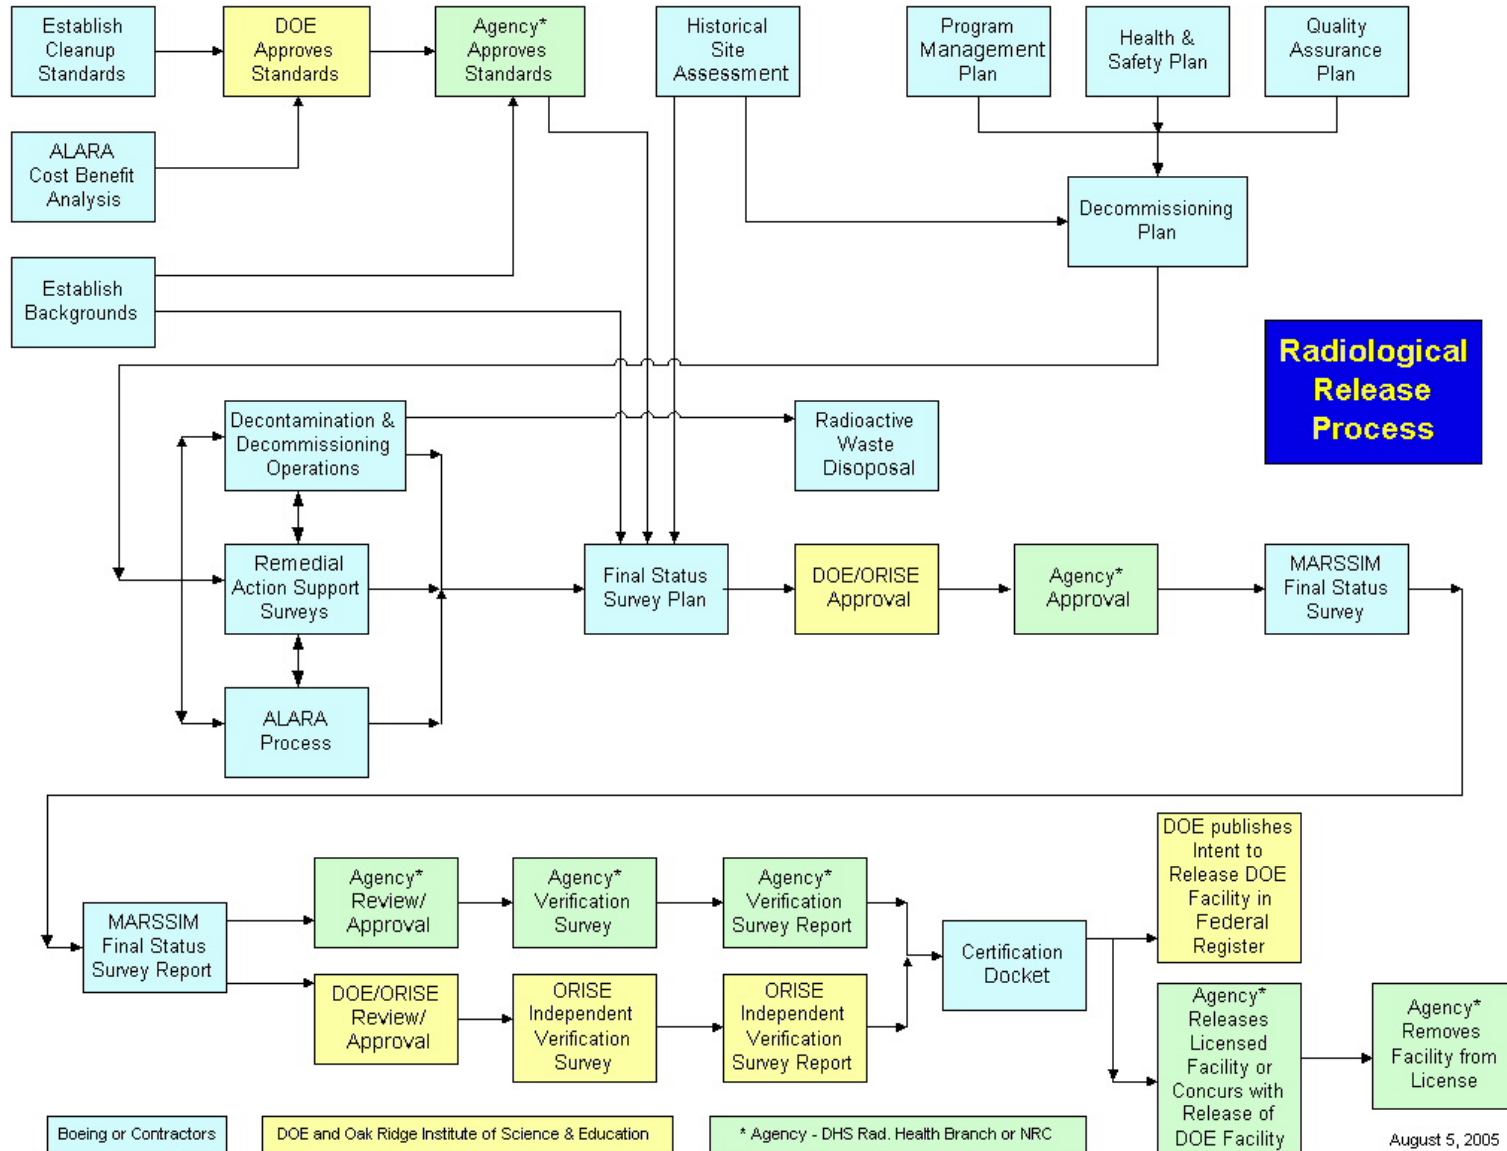 Establish
Cleanup
Standards
DOE
Approves
Standards
Agency*
Approves
Standards
Historical
Site
Assessment
Program
Management
Plan
Health &
Safety Plan
Quality
Assurance
Plan
ALARA
Cost Benefit
Analysis
Decommissioning
Plan
Establish
Backgrounds
Radiological
Release
Process
Decontamination &
Decommissioning
Operations
Radioactive
Waste
Disoposal
Remedial
Action Support
Surveys
Final Status
Survey Plan
DOE/ORISE
Approval
Agency*
Approval
MARSSIM
Final Status
Survey
ALARA
Process
MARSSIM
Final Status
Survey Report
Agency*
Review/
Approval
Agency*
Verification
Survey
Agency*
Verification
Survey Report
DOE/ORISE
Review/
Approval
ORISE
Independent
Verification
Survey
ORISE
Independent
Verification
Survey Report
Certification
Docket
DOE publishes
Intent to
Release DOE
Facility in
Federal
Register
Agency*
Releases
Licensed
Facility or
Concurs with
Release of
DOE Facility
Agency*
Removes
Facility from
License
Boeing or Contractors
DOE and Oak Ridge Institute of Science & Education
* Agency - DHS Rad. Health Branch or NRC
August 5, 2005